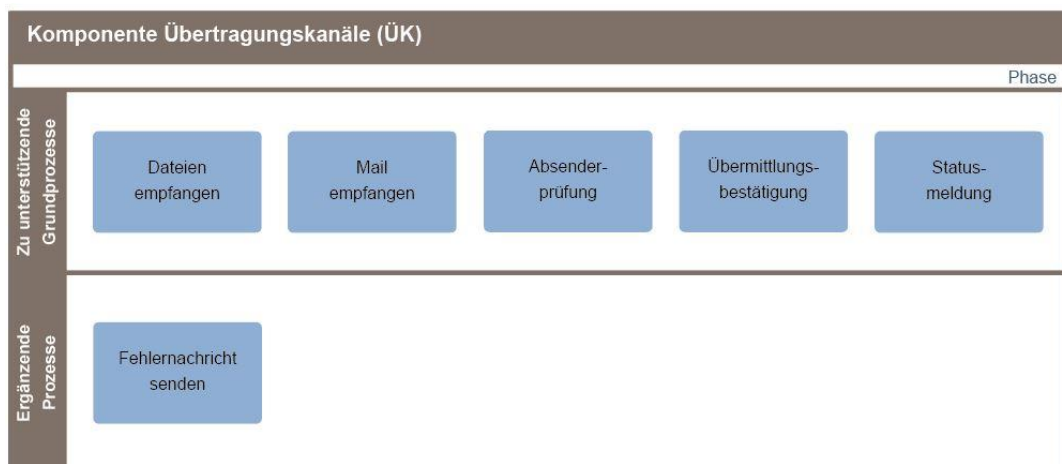 Komponente Übertragungskanäle (ÜK)
Phase
Zu unterstützende
Grundprozesse
Dateien
empfangen
Mail
empfangen
Absender-
prüfung
Übermittlungs-
bestätigung
Status-
meldung
Ergänzende
Prozesse
Fehlernachricht
senden